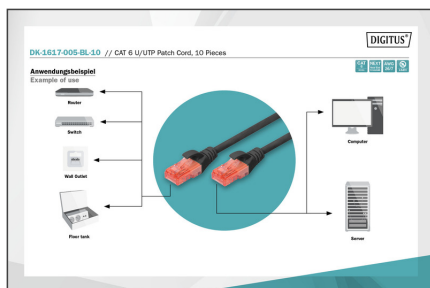 DIGITUS®
DK-1617-005-BL-10 // CAT 6 U/UTP Patch Cord, 10 Pieces
Anwendungsbeispiel
Example of use
CAT
Router
Switch
Wall Outlet
Floor tank
Computer
Server